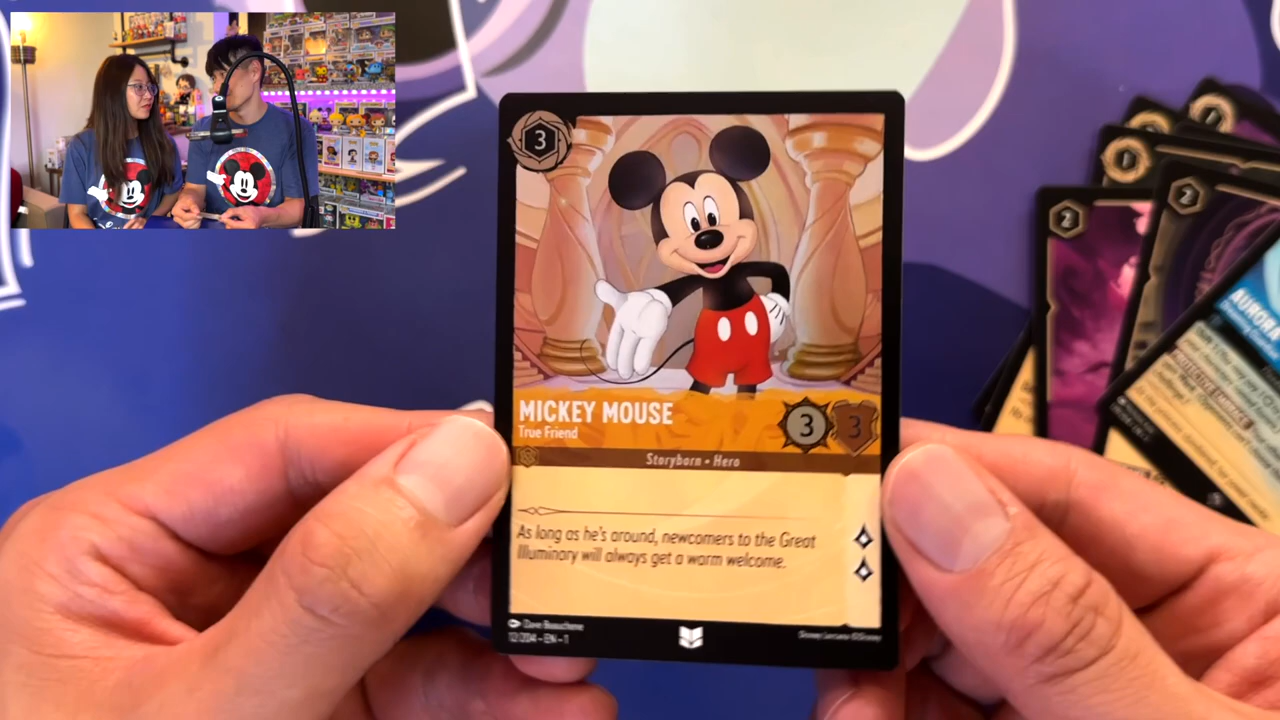 3
MICKEY MOUSE
True Friend
3
3
Storyborn • Hero
As long as he's around, newcomers to the Great
Illuminary will always get a warm welcome.
Dave Beauchene
12/204 • EN • 1
Disney Lorcana ©Disney
2
1
2
AURORA